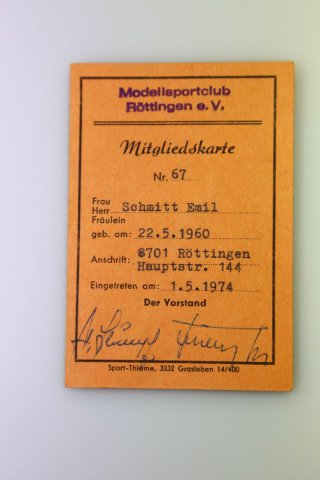 Modellsportclub
Röttingen e.V.
Mitgliedskarte
Nr. 67
Frau
Herr Schmitt Emil
Fräulein
geb. am: 22.5.1960
Anschrift: 8701 Röttingen
Hauptstr. 144
Eingetreten am: 1.5.1974
Der Vorstand
Sport-Thieme, 3332 Grasleben 14/400